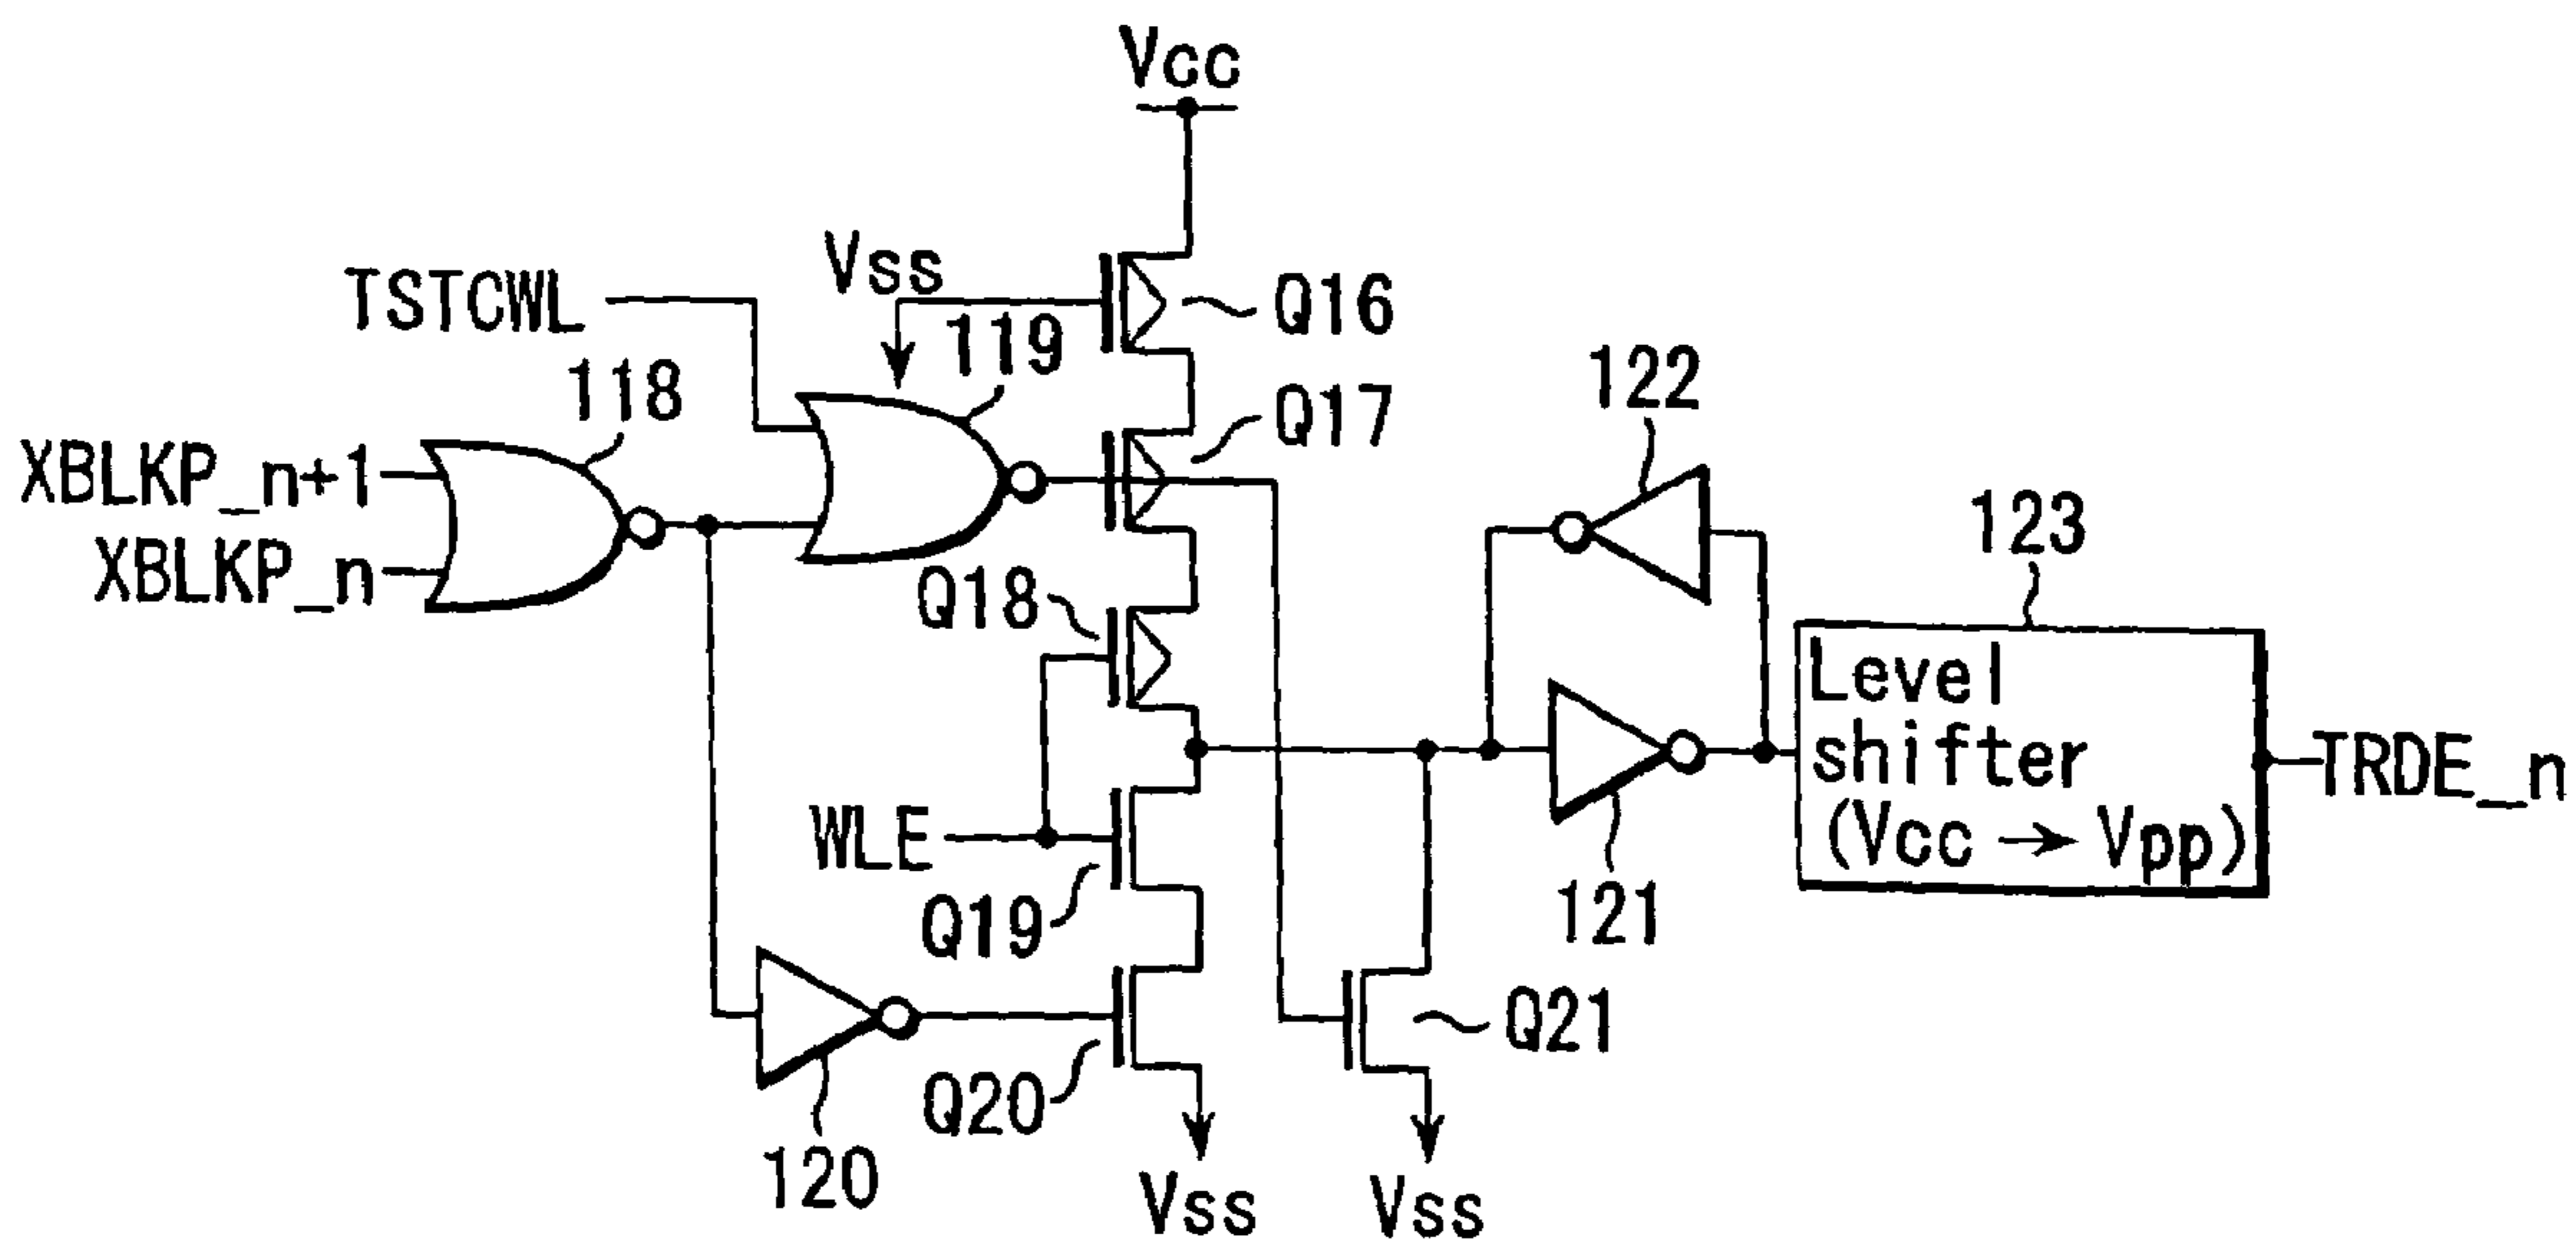 Vcc
Vss
TSTCWL
119
Q16
118
Q17
122
XBLKP_n+1
XBLKP_n
123
Q18
Level
shifter
(Vcc → Vpp)
TRDE_n
WLE
121
Q19
Q20
Q21
120
Vss
Vss